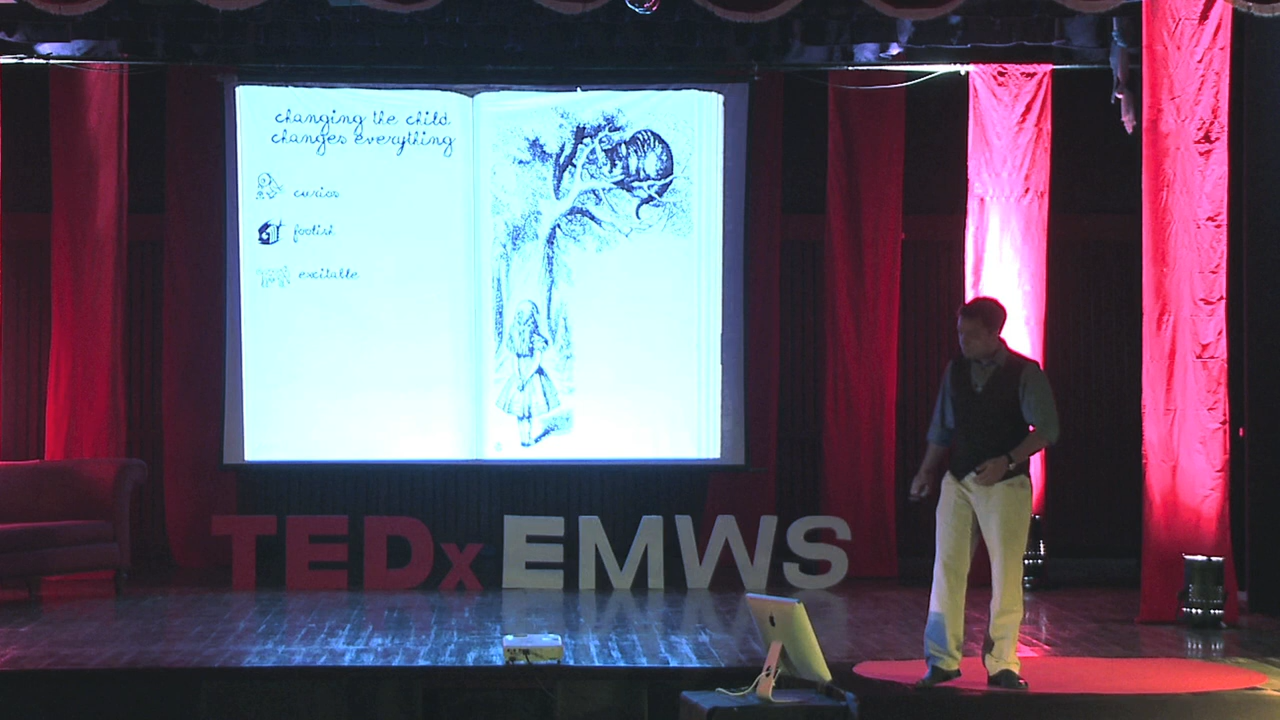 changing the child
changes everything
curios
foolish
excitable
TEDx EMWS